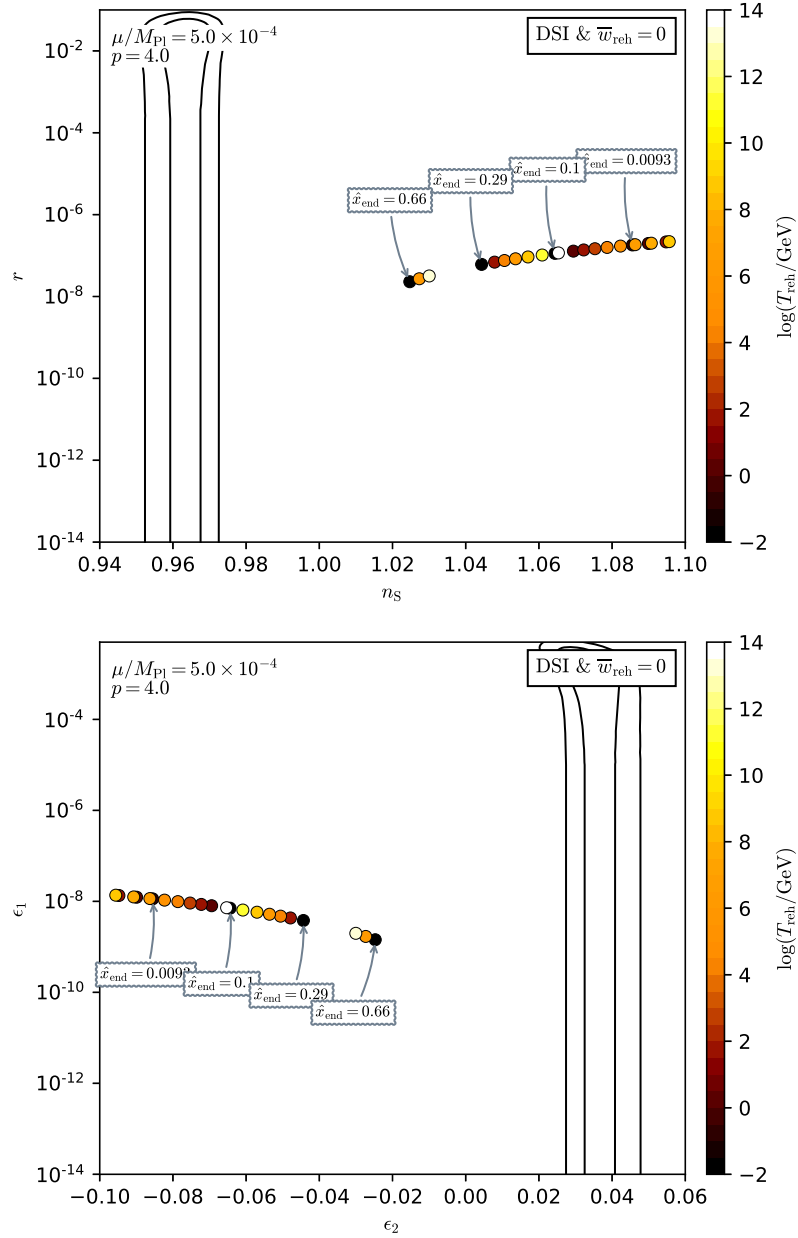 μ/M_Pl = 5.0 × 10⁻⁴
p = 4.0
DSI & w̅_reh = 0
x̂_end = 0.66
x̂_end = 0.29
x̂_end = 0.1
x̂_end = 0.0093
10⁻²
10⁻⁴
10⁻⁶
10⁻⁸
10⁻¹⁰
10⁻¹²
10⁻¹⁴
r
0.94 0.96 0.98 1.00 1.02 1.04 1.06 1.08 1.10
n_S
14
12
10
8
6
4
2
0
−2
log(T_reh/GeV)
μ/M_Pl = 5.0 × 10⁻⁴
p = 4.0
DSI & w̅_reh = 0
x̂_end = 0.0093
x̂_end = 0.1
x̂_end = 0.29
x̂_end = 0.66
10⁻⁴
10⁻⁶
10⁻⁸
10⁻¹⁰
10⁻¹²
10⁻¹⁴
ϵ₁
−0.10 −0.08 −0.06 −0.04 −0.02 0.00 0.02 0.04 0.06
ϵ₂
14
12
10
8
6
4
2
0
−2
log(T_reh/GeV)